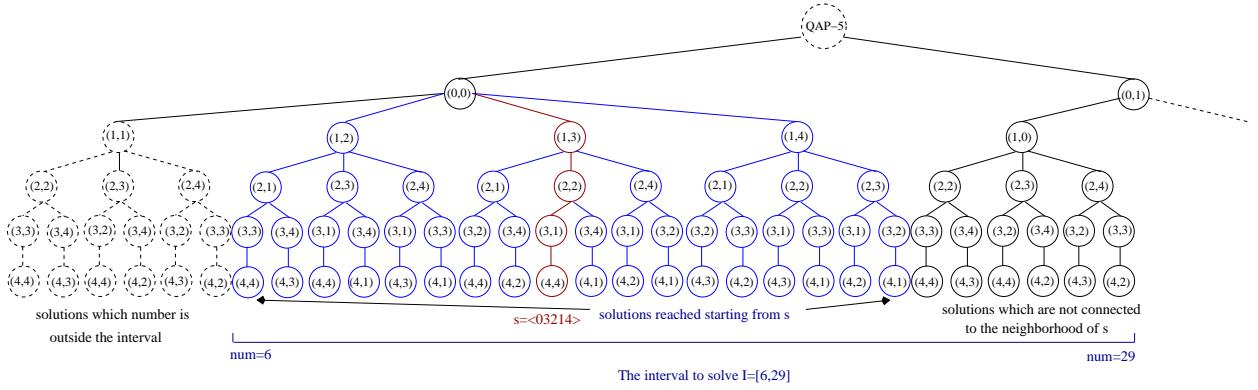 QAP-5
(0,0) (0,1)
(1,1) (1,2) (1,3) (1,4) (1,0)
(2,2) (2,3) (2,4) (2,1) (2,3) (2,4) (2,1) (2,2) (2,4) (2,1) (2,2) (2,3) (2,2) (2,3) (2,4)
(3,3) (3,4) (3,2) (3,4) (3,2) (3,3) (3,3) (3,4) (3,1) (3,4) (3,1) (3,3) (3,2) (3,4) (3,1) (3,4) (3,1) (3,2) (3,2) (3,3) (3,1) (3,3) (3,1) (3,2) (3,3) (3,4) (3,2) (3,4) (3,2) (3,3)
(4,4) (4,3) (4,4) (4,2) (4,3) (4,2) (4,4) (4,3) (4,4) (4,1) (4,3) (4,1) (4,4) (4,2) (4,4) (4,1) (4,2) (4,1) (4,3) (4,2) (4,3) (4,1) (4,2) (4,1) (4,4) (4,3) (4,4) (4,2) (4,3) (4,2)
solutions which number is
outside the interval
s=<03214>
solutions reached starting from s
solutions which are not connected
to the neighborhood of s
num=6
num=29
The interval to solve I=[6,29]